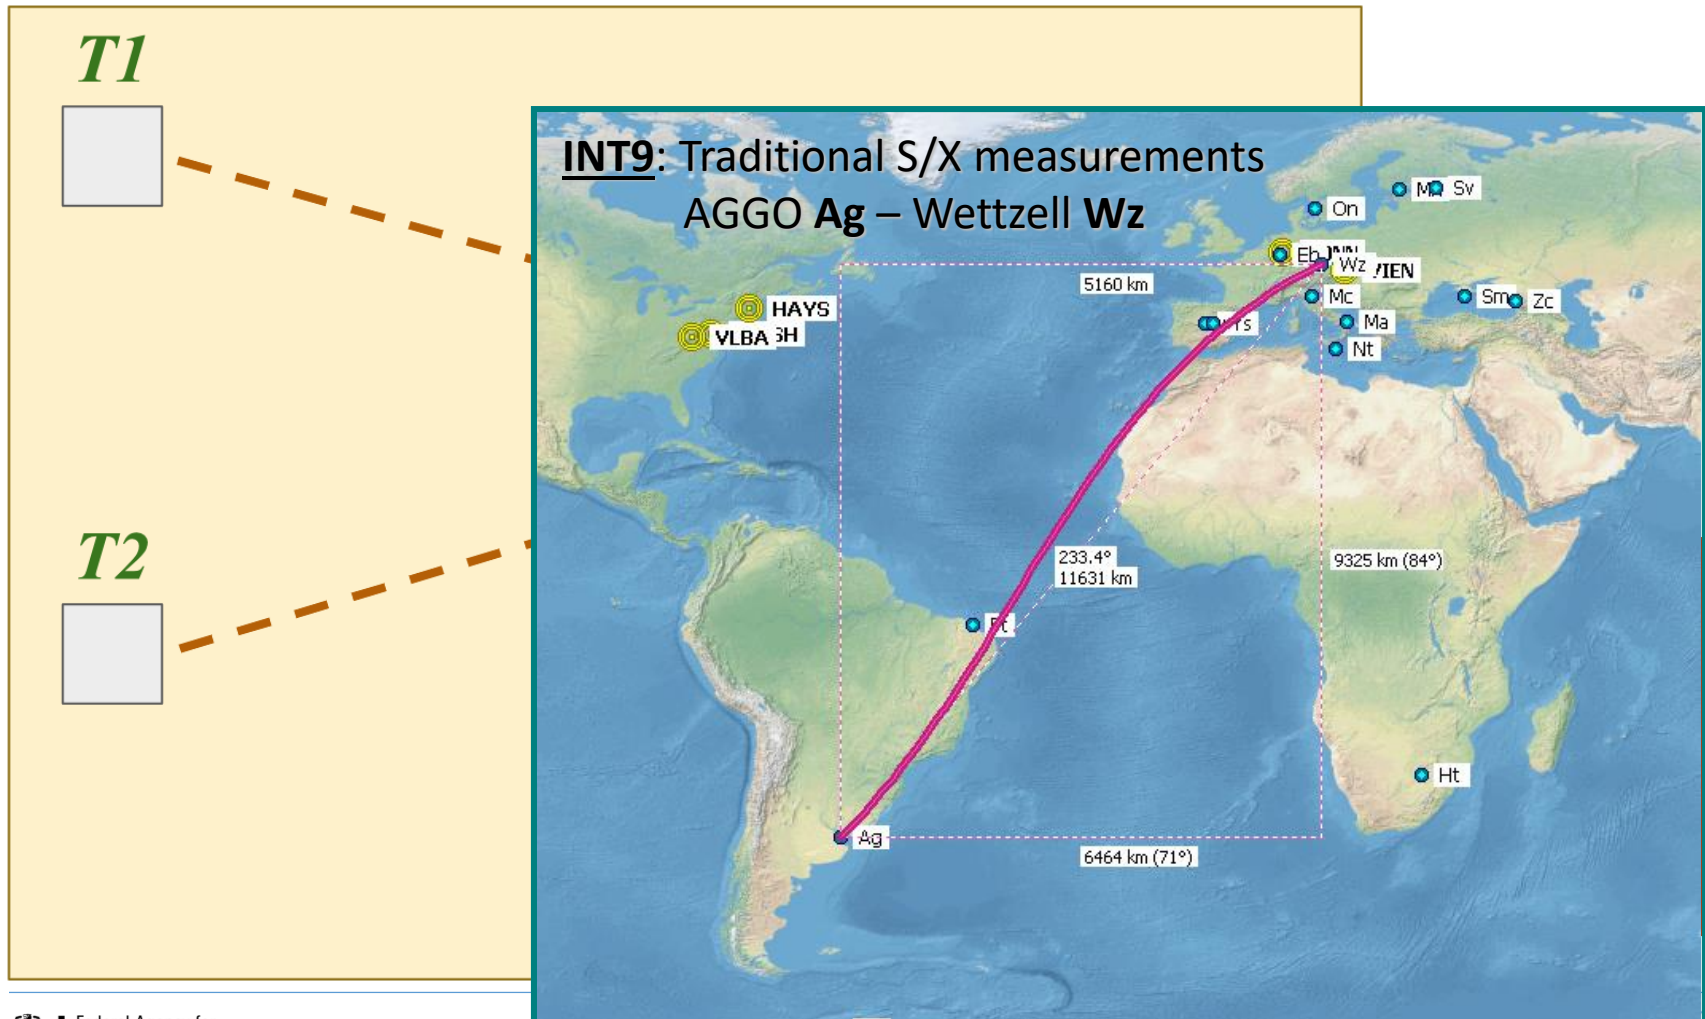 T1
INT9: Traditional S/X measurements
AGGO Ag – Wettzell Wz
Sv
On
Eb
Wz
5160 km
HAYS
Mc
Sm
Zc
VLBA
Ma
Nt
T2
233.4°
11631 km
9325 km (84°)
Ht
Ag
6464 km (71°)